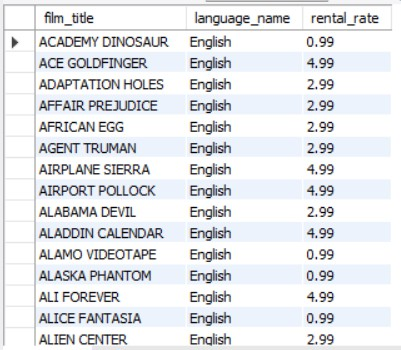 film_title language_name rental_rate
ACADEMY DINOSAUR English 0.99
ACE GOLDFINGER English 4.99
ADAPTATION HOLES English 2.99
AFFAIR PREJUDICE English 2.99
AFRICAN EGG English 2.99
AGENT TRUMAN English 2.99
AIRPLANE SIERRA English 4.99
AIRPORT POLLOCK English 4.99
ALABAMA DEVIL English 2.99
ALADDIN CALENDAR English 4.99
ALAMO VIDEOTAPE English 0.99
ALASKA PHANTOM English 0.99
ALI FOREVER English 4.99
ALICE FANTASIA English 0.99
ALIEN CENTER English 2.99